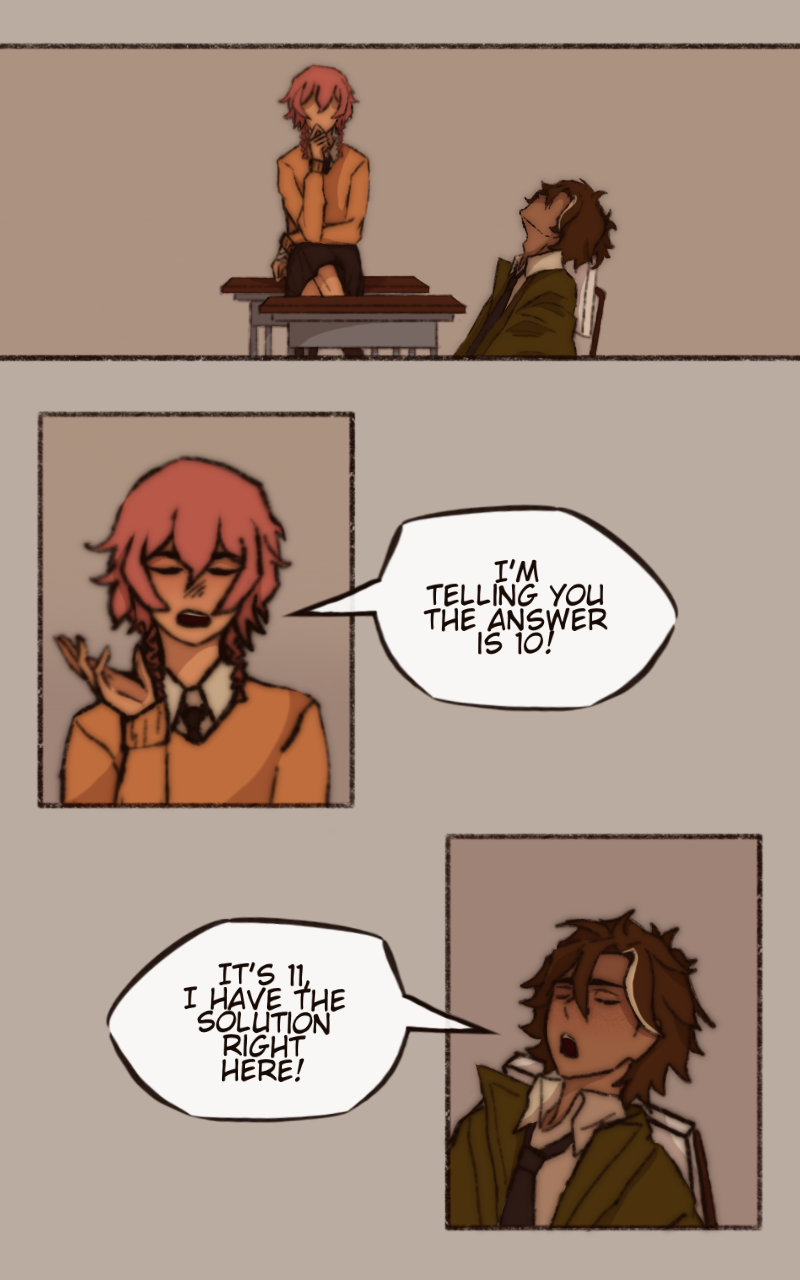 I'M
TELLING YOU
THE ANSWER
IS 10!
IT'S 11,
I HAVE THE
SOLUTION
RIGHT
HERE!